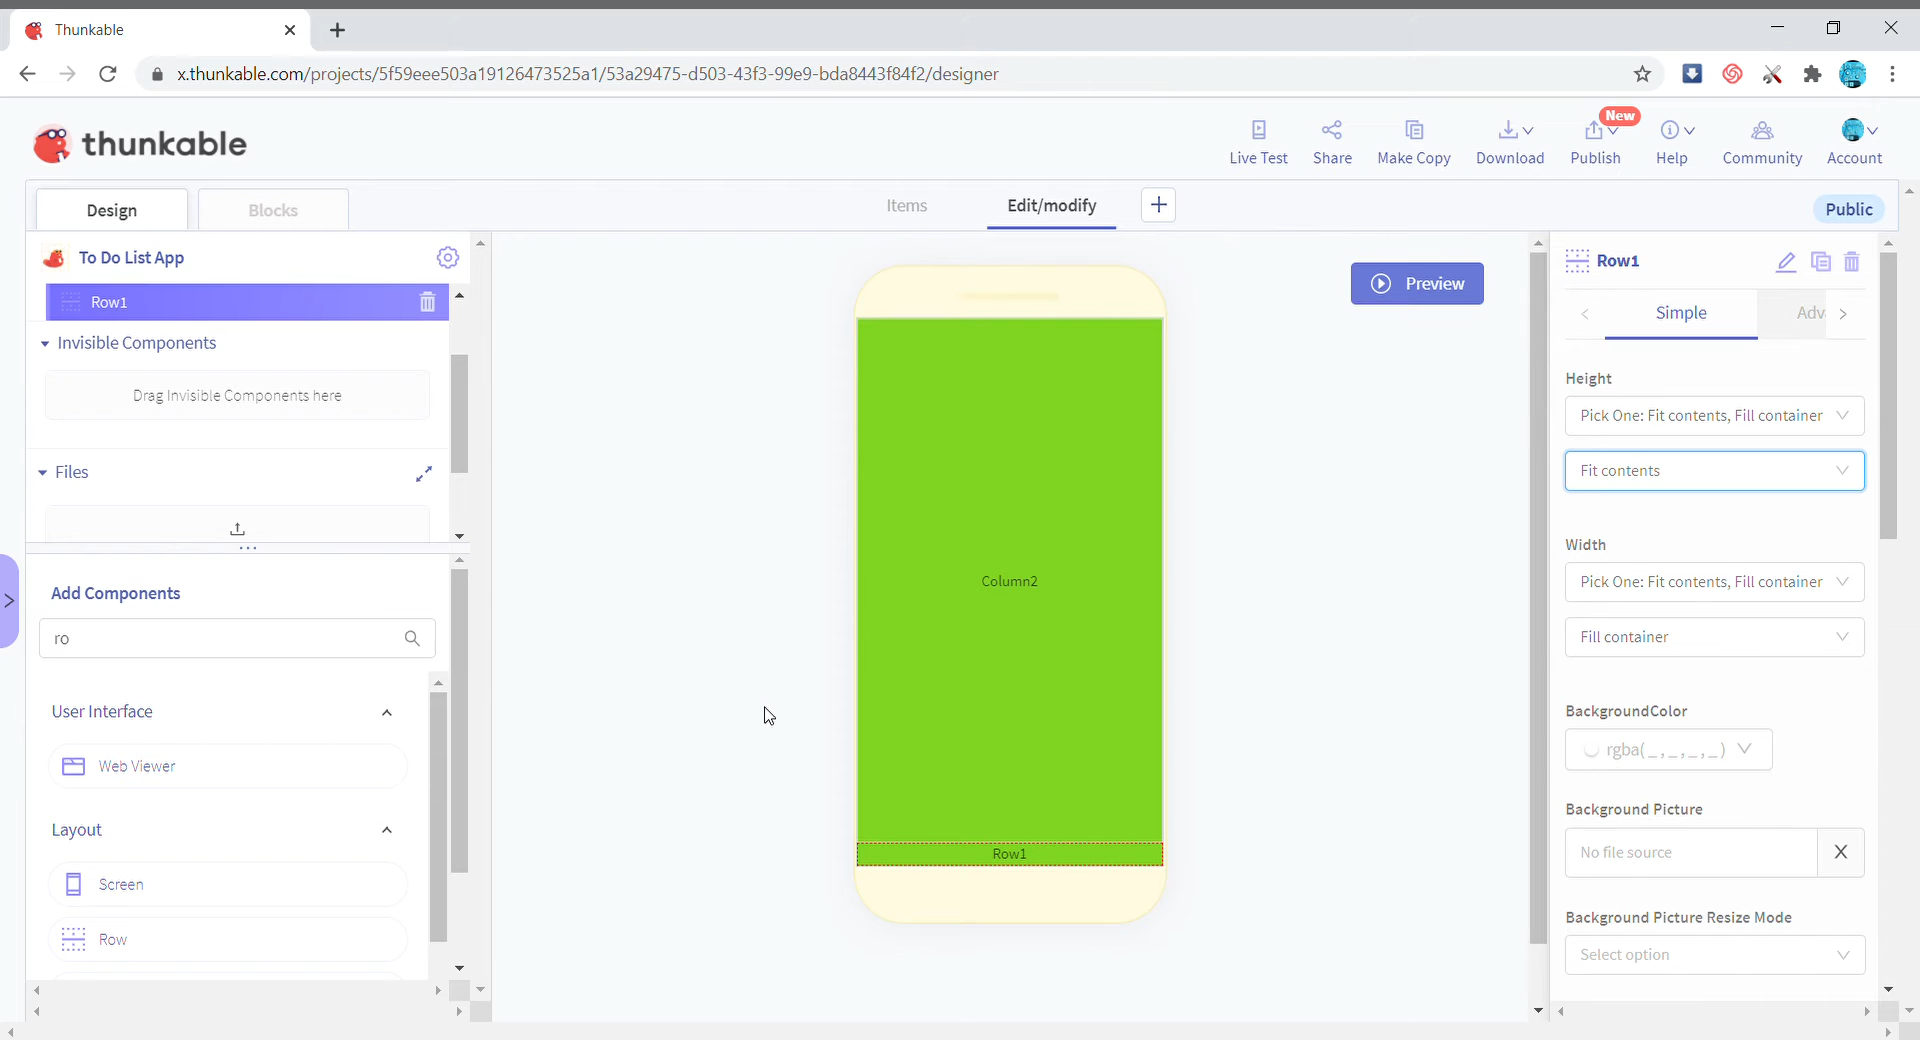 Thunkable
x.thunkable.com/projects/5f59eee503a19126473525a1/53a29475-d503-43f3-99e9-bda8443f84f2/designer
thunkable
New
Live Test
Share
Make Copy
Download
Publish
Help
Community
Account
Design
Blocks
Items
Edit/modify
Public
To Do List App
Row1
Invisible Components
Drag Invisible Components here
Files
Add Components
ro
User Interface
Web Viewer
Layout
Screen
Row
Preview
Column2
Row1
Row1
Simple
Adv
Height
Pick One: Fit contents, Fill container
Fit contents
Width
Pick One: Fit contents, Fill container
Fill container
BackgroundColor
rgba( _ , _ , _ , _ )
Background Picture
No file source
X
Background Picture Resize Mode
Select option